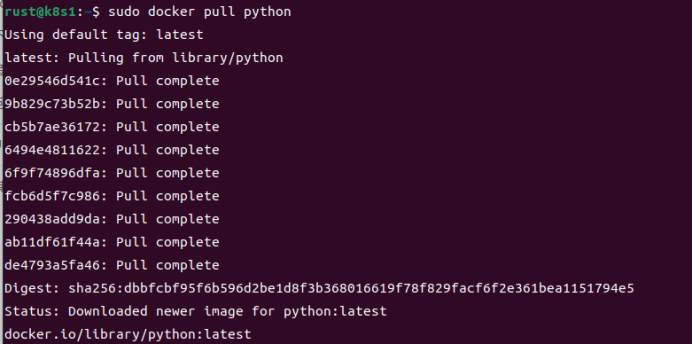 rust@k8s1:~$ sudo docker pull python
Using default tag: latest
latest: Pulling from library/python
0e29546d541c: Pull complete
9b829c73b52b: Pull complete
cb5b7ae36172: Pull complete
6494e4811622: Pull complete
6f9f74896dfa: Pull complete
fcb6d5f7c986: Pull complete
290438add9da: Pull complete
ab11df61f44a: Pull complete
de4793a5fa46: Pull complete
Digest: sha256:dbbfcbf95f6b596d2be1d8f3b368016619f78f829facf6f2e361bea1151794e5
Status: Downloaded newer image for python:latest
docker.io/library/python:latest